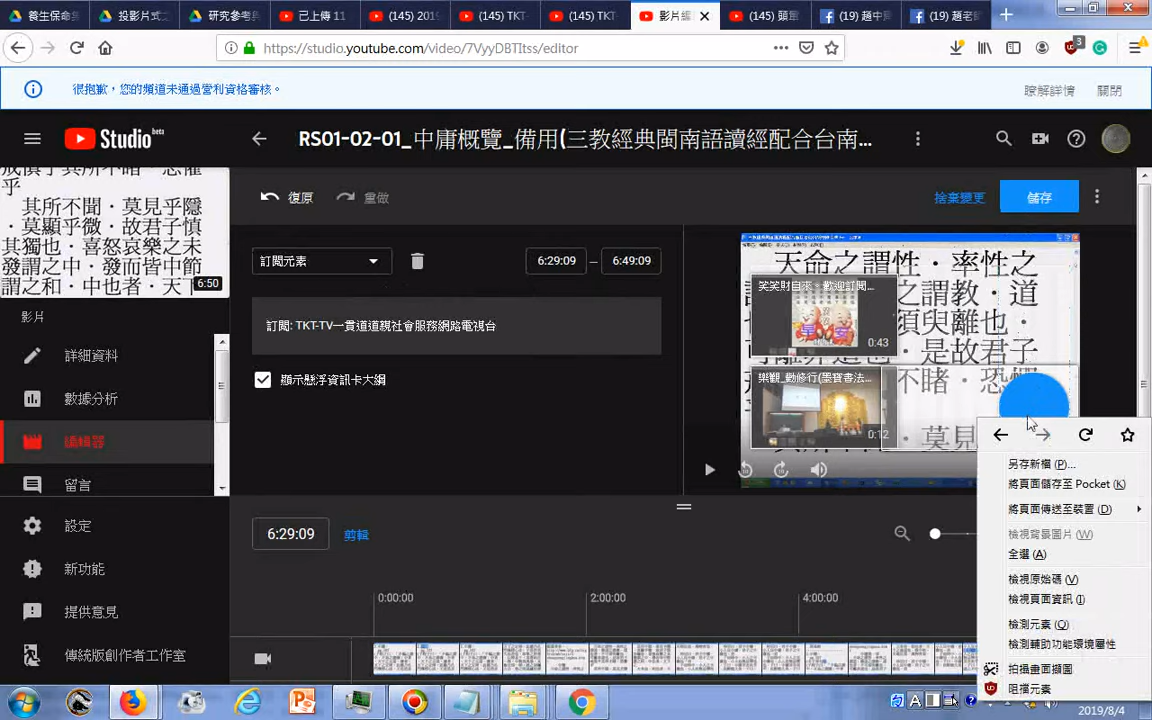 養生保命
投影片式
研究參考
已上傳 11
(145) 201
(145) TKT
(145) TKT
影片編
(145) 頭
(19) 趙中
(19) 趙老
https://studio.youtube.com/video/7VyyDBTItss/editor
3
很抱歉，您的頻道未通過營利資格審核。
瞭解詳情 關閉
Studio beta
RS01-02-01_中庸概覽_備用(三教經典閩南語讀經配合台南...
乎
其所不聞．莫見乎隱
．莫顯乎微．故君子慎
其獨也．喜怒哀樂之未
發謂之中．發而皆中節
謂之和．中也者．天下
6:50
影片
詳細資料
數據分析
編輯器
留言
設定
新功能
提供意見
傳統版創作者工作室
復原 重做
捨棄變更 儲存
訂閱元素
6:29:09 – 6:49:09
訂閱: TKT-TV一貫道道親社會服務網路電視台
顯示懸浮資訊卡大綱
天命之謂性．率性之
之謂教．道
須臾離也．
是故君子
不睹．恐懼
．莫見
笑笑財自來。歡迎訂閱...
0:43
樂觀_勤修行(墨寶書法...
0:12
6:29:09 剪輯
0:00:00 2:00:00 4:00:00
另存新檔 (P)...
將頁面儲存至 Pocket (K)
將頁面傳送至裝置 (D)
檢視背景圖片 (W)
全選 (A)
檢視原始碼 (V)
檢視頁面資訊 (I)
檢測元素 (Q)
檢測輔助功能環境屬性
拍攝畫面擷圖
阻擋元素
2019/8/4